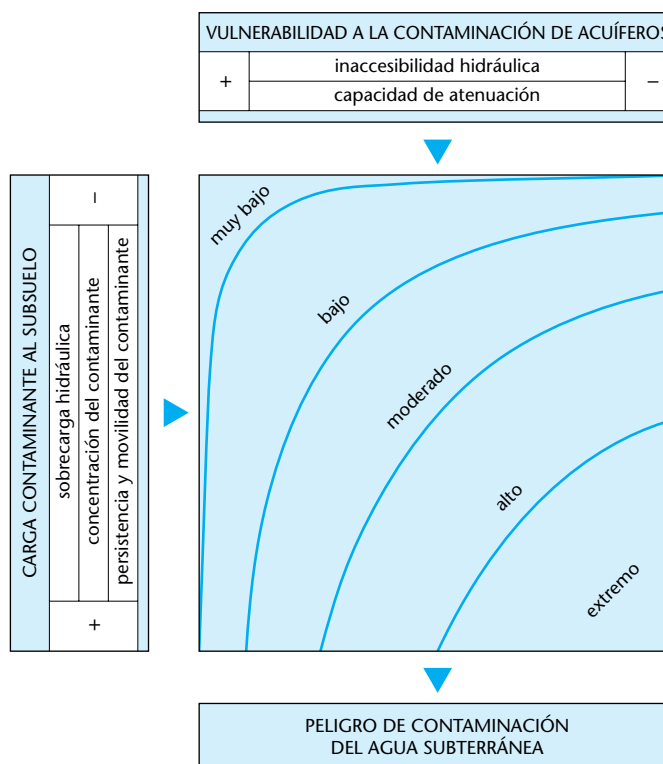 VULNERABILIDAD A LA CONTAMINACIÓN DE ACUÍFEROS
+
inaccesibilidad hidráulica
capacidad de atenuación
–
CARGA CONTAMINANTE AL SUBSUELO
–
sobrecarga hidráulica
concentración del contaminante
persistencia y movilidad del contaminante
+
muy bajo
bajo
moderado
alto
extremo
PELIGRO DE CONTAMINACIÓN
DEL AGUA SUBTERRÁNEA